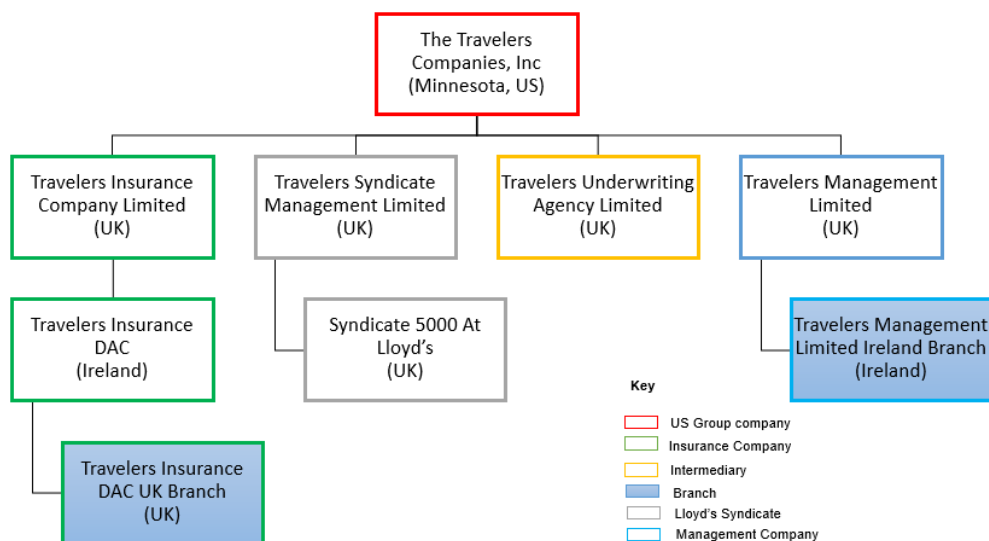 The Travelers
Companies, Inc
(Minnesota, US)
Travelers Insurance
Company Limited
(UK)
Travelers Syndicate
Management Limited
(UK)
Travelers Underwriting
Agency Limited
(UK)
Travelers Management
Limited
(UK)
Travelers Insurance
DAC
(Ireland)
Syndicate 5000 At
Lloyd's
(UK)
Travelers Management
Limited Ireland Branch
(Ireland)
Travelers Insurance
DAC UK Branch
(UK)
Key
US Group company
Insurance Company
Intermediary
Branch
Lloyd's Syndicate
Management Company